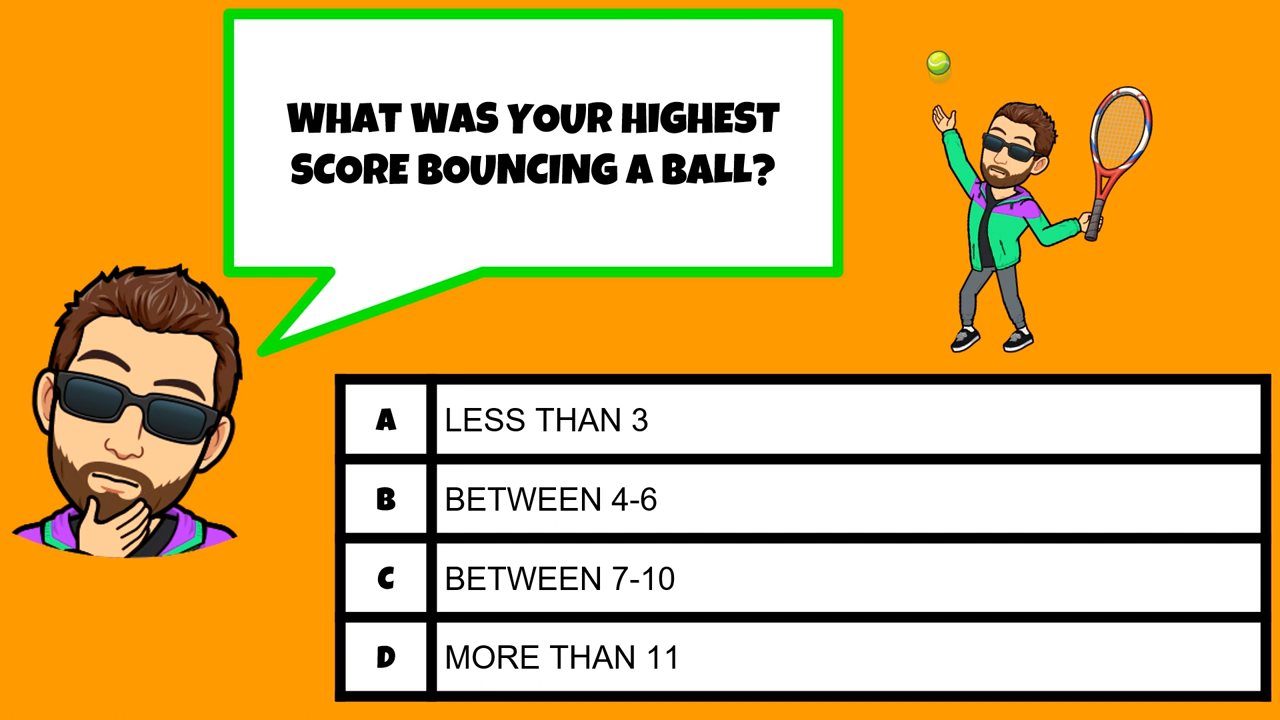 WHAT WAS YOUR HIGHEST
SCORE BOUNCING A BALL?
A LESS THAN 3
B BETWEEN 4-6
C BETWEEN 7-10
D MORE THAN 11